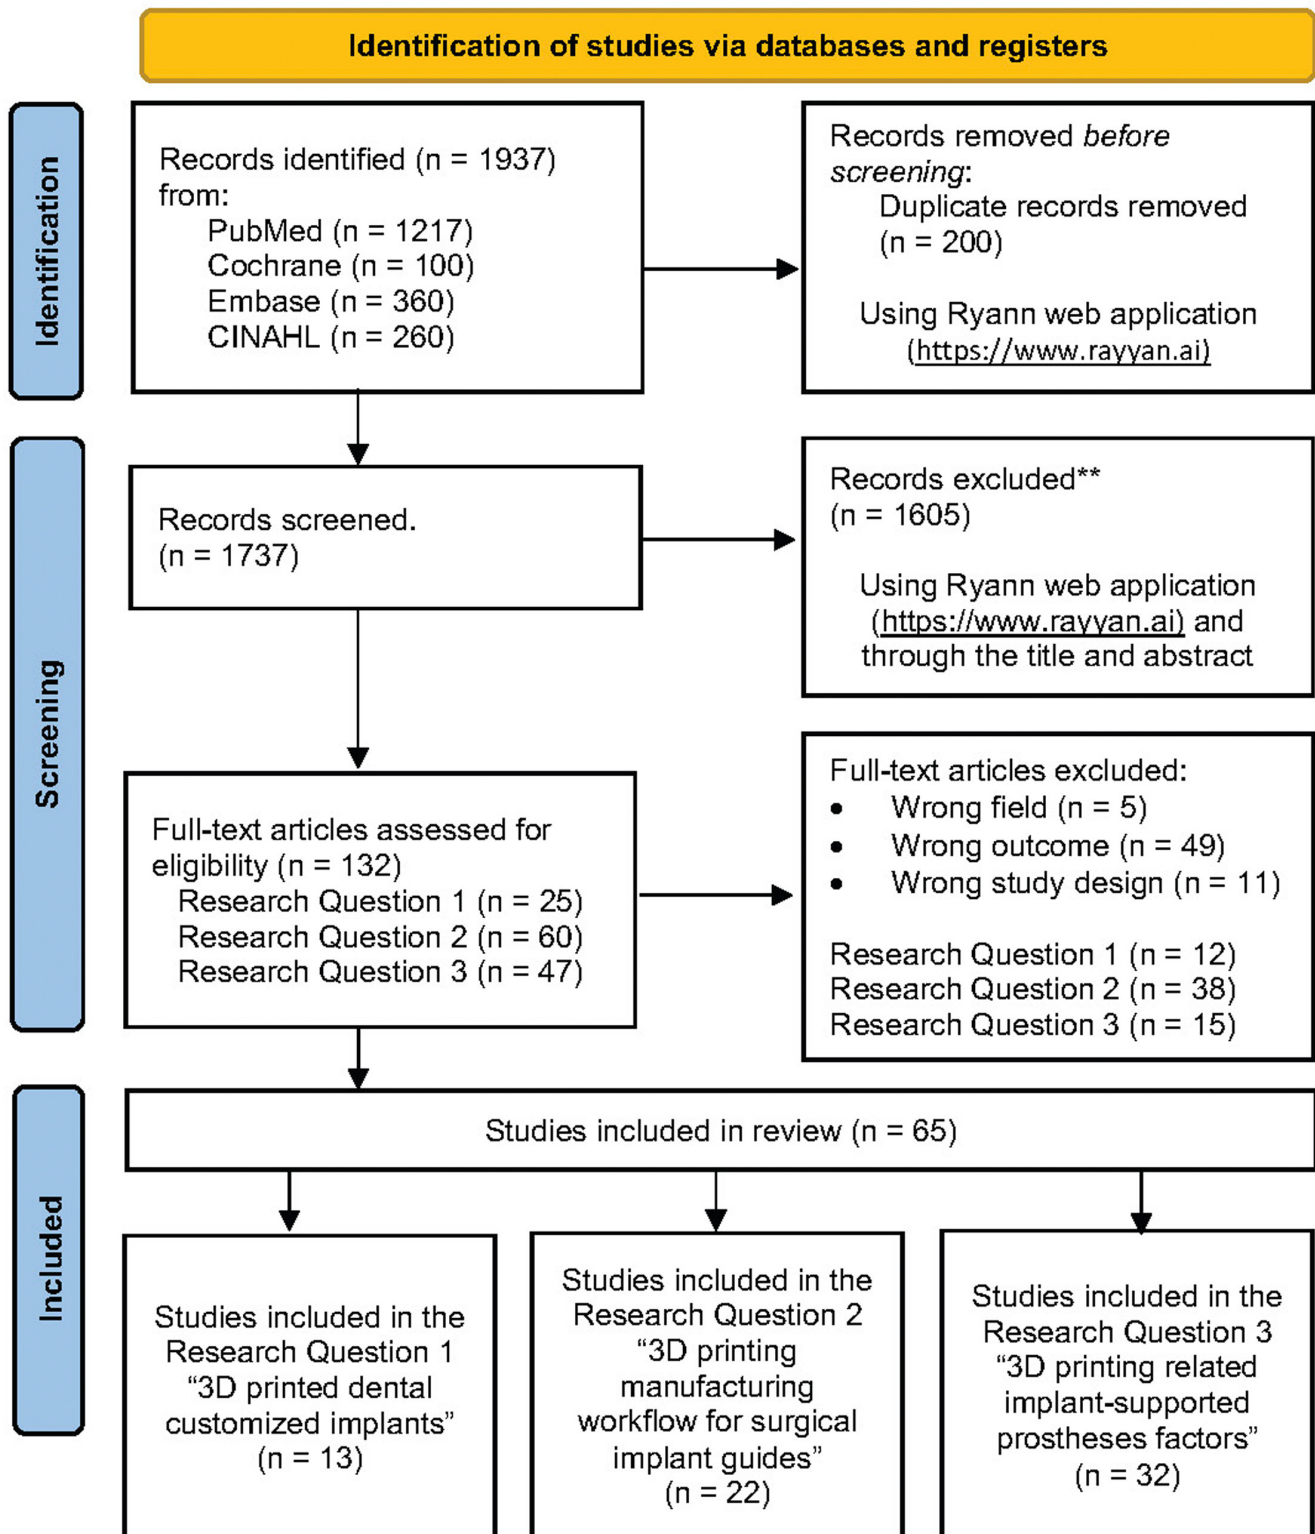 Identification of studies via databases and registers
Identification
Records identified (n = 1937)
from:
PubMed (n = 1217)
Cochrane (n = 100)
Embase (n = 360)
CINAHL (n = 260)
Records removed before
screening:
Duplicate records removed
(n = 200)
Using Ryann web application
(https://www.rayyan.ai)
Screening
Records screened.
(n = 1737)
Records excluded**
(n = 1605)
Using Ryann web application
(https://www.rayyan.ai) and
through the title and abstract
Full-text articles assessed for
eligibility (n = 132)
Research Question 1 (n = 25)
Research Question 2 (n = 60)
Research Question 3 (n = 47)
Full-text articles excluded:
• Wrong field (n = 5)
• Wrong outcome (n = 49)
• Wrong study design (n = 11)
Research Question 1 (n = 12)
Research Question 2 (n = 38)
Research Question 3 (n = 15)
Included
Studies included in review (n = 65)
Studies included in the
Research Question 1
“3D printed dental
customized implants”
(n = 13)
Studies included in the
Research Question 2
“3D printing
manufacturing
workflow for surgical
implant guides”
(n = 22)
Studies included in the
Research Question 3
“3D printing related
implant-supported
prostheses factors”
(n = 32)